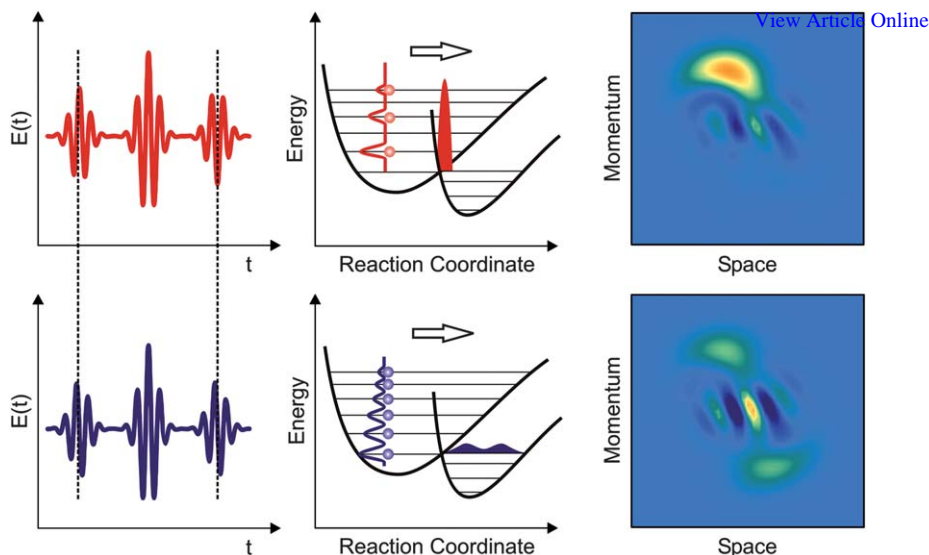 View Article Online
E(t)
t
Energy
Reaction Coordinate
Momentum
Space
E(t)
t
Energy
Reaction Coordinate
Momentum
Space